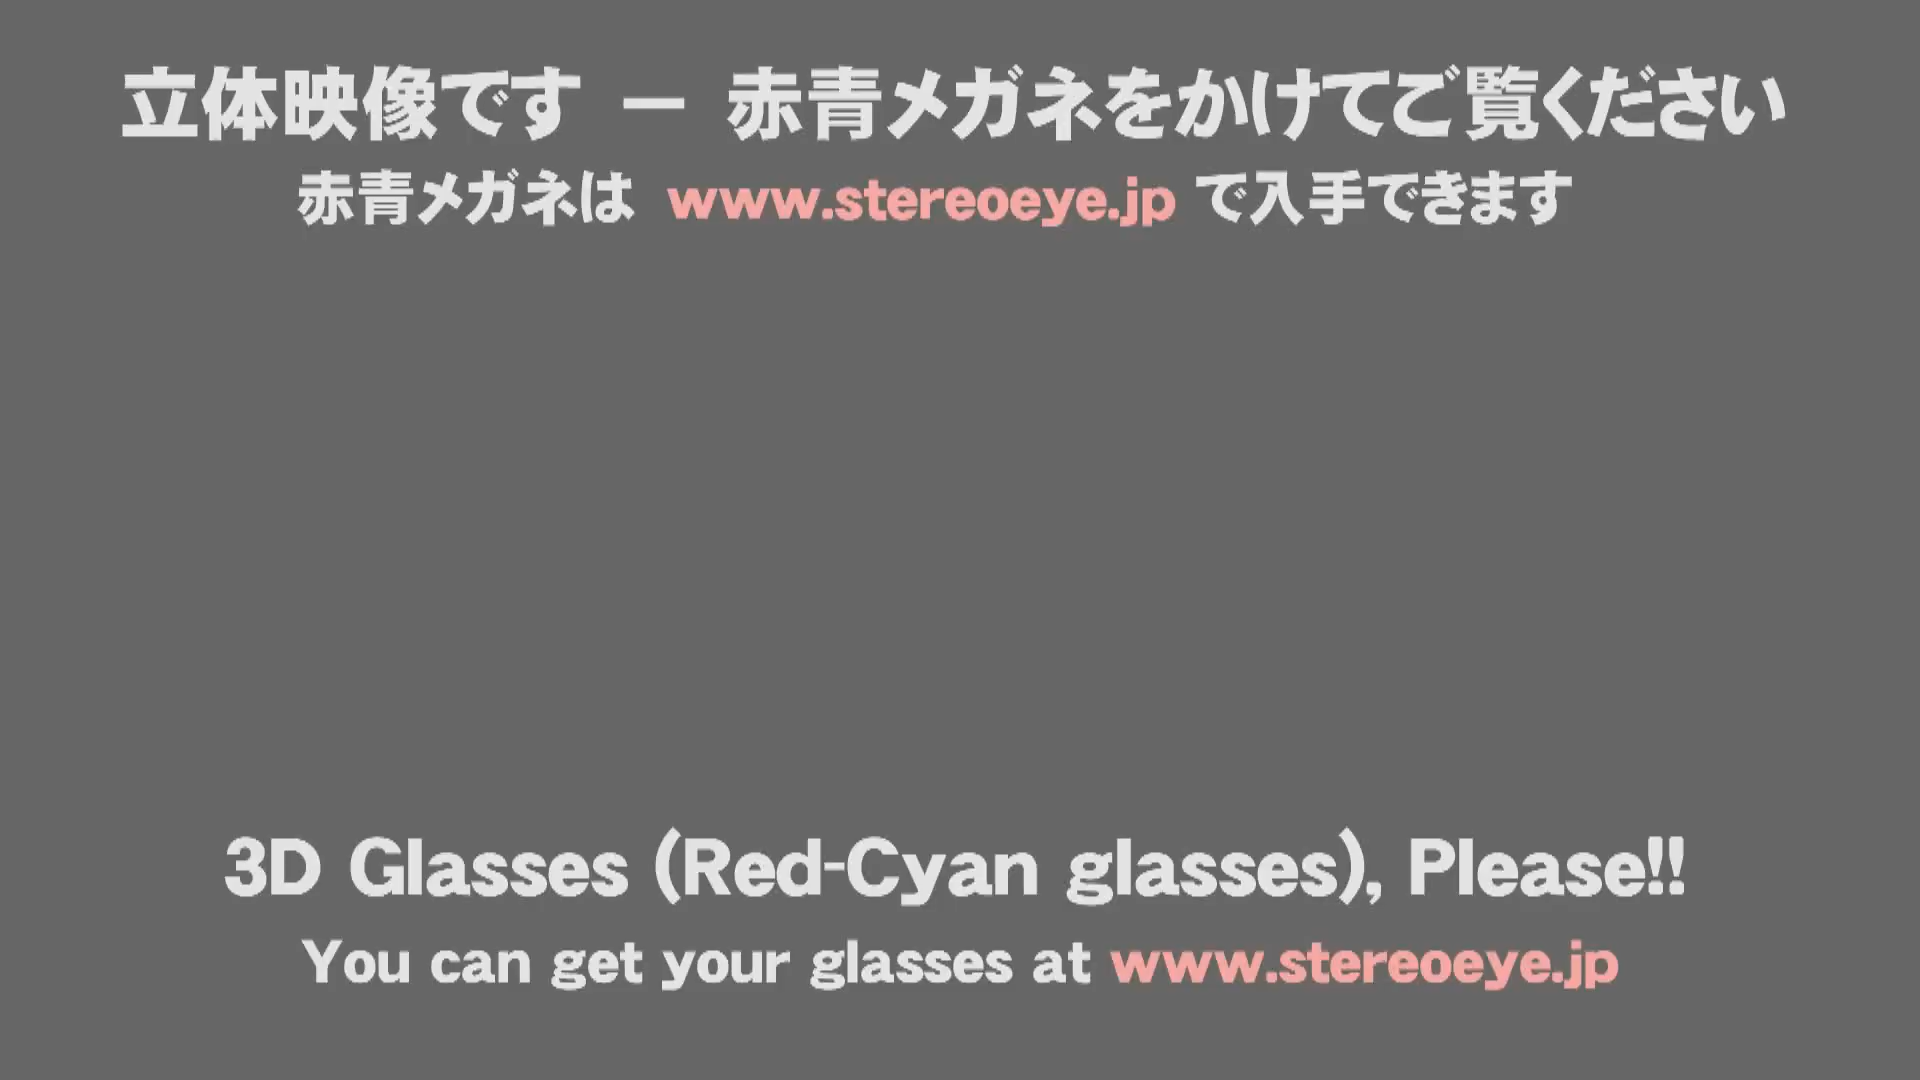 立体映像です － 赤青メガネをかけてご覧ください
赤青メガネは www.stereoeye.jp で入手できます
3D Glasses (Red-Cyan glasses), Please!!
You can get your glasses at www.stereoeye.jp